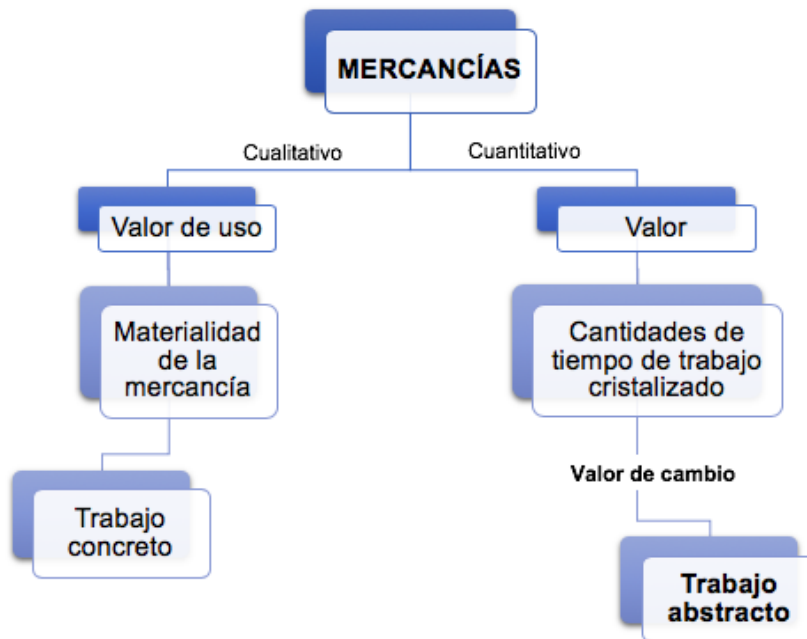 MERCANCÍAS
Cualitativo
Cuantitativo
Valor de uso
Valor
Materialidad
de la
mercancía
Cantidades de
tiempo de trabajo
cristalizado
Valor de cambio
Trabajo
concreto
Trabajo
abstracto